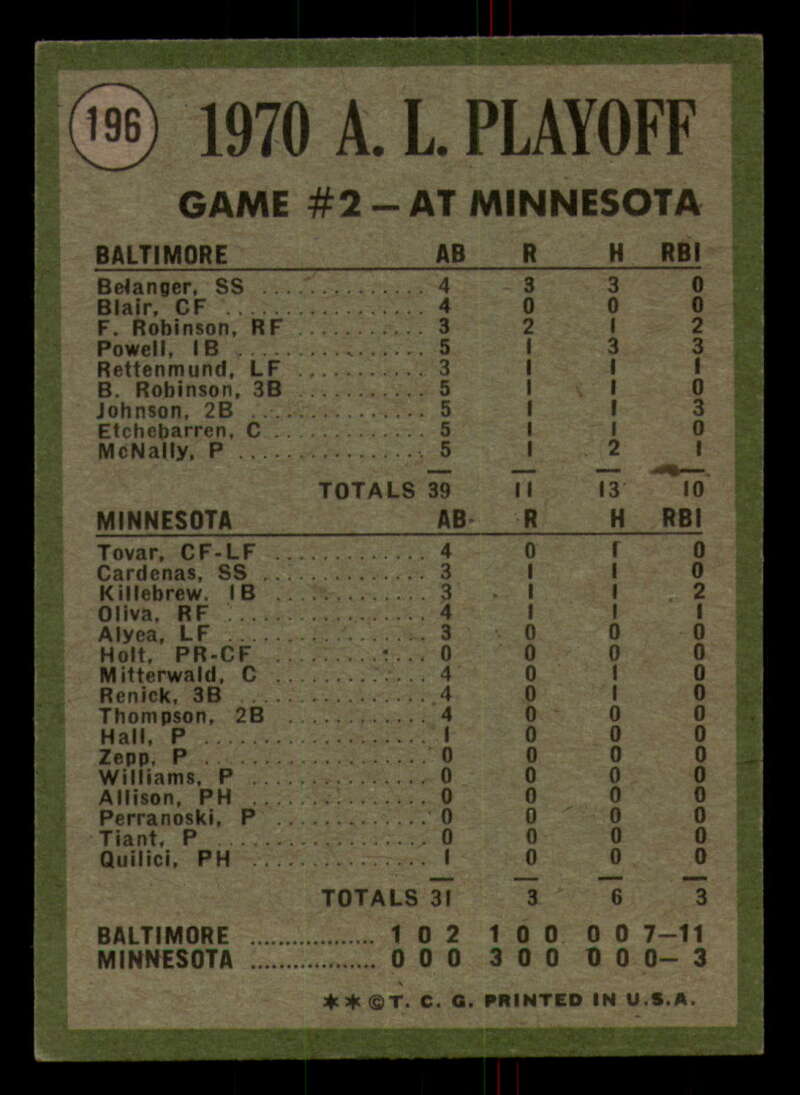 196
1970 A. L. PLAYOFF
GAME #2 — AT MINNESOTA
BALTIMORE AB R H RBI
Belanger, SS .............. 4 3 3 0
Blair, CF .................. 4 0 0 0
F. Robinson, RF ........... 3 2 1 2
Powell, 1B ................ 5 1 3 3
Rettenmund, LF ........... 3 1 1 1
B. Robinson, 3B ........... 5 1 1 0
Johnson, 2B ............... 5 1 1 3
Etchebarren, C ............. 5 1 1 0
McNally, P ................ 5 1 2 1
TOTALS 39 11 13 10
MINNESOTA AB R H RBI
Tovar, CF-LF ............. 4 0 1 0
Cardenas, SS .............. 3 1 1 0
Killebrew, 1B ............. 3 1 1 2
Oliva, RF ................. 4 1 1 1
Alyea, LF ................. 3 0 0 0
Holt, PR-CF ............. 0 0 0 0
Mitterwald, C ............. 4 0 1 0
Renick, 3B ................ 4 0 1 0
Thompson, 2B ............ 4 0 0 0
Hall, P ................... 1 0 0 0
Zepp, P ................... 0 0 0 0
Williams, P ............... 0 0 0 0
Allison, PH ............... 0 0 0 0
Perranoski, P ............. 0 0 0 0
Tiant, P .................. 0 0 0 0
Quilici, PH ............... 1 0 0 0
TOTALS 31 3 6 3
BALTIMORE .................. 1 0 2 1 0 0 0 0 7—11
MINNESOTA .................. 0 0 0 3 0 0 0 0 0— 3
**©T. C. G. PRINTED IN U.S.A.